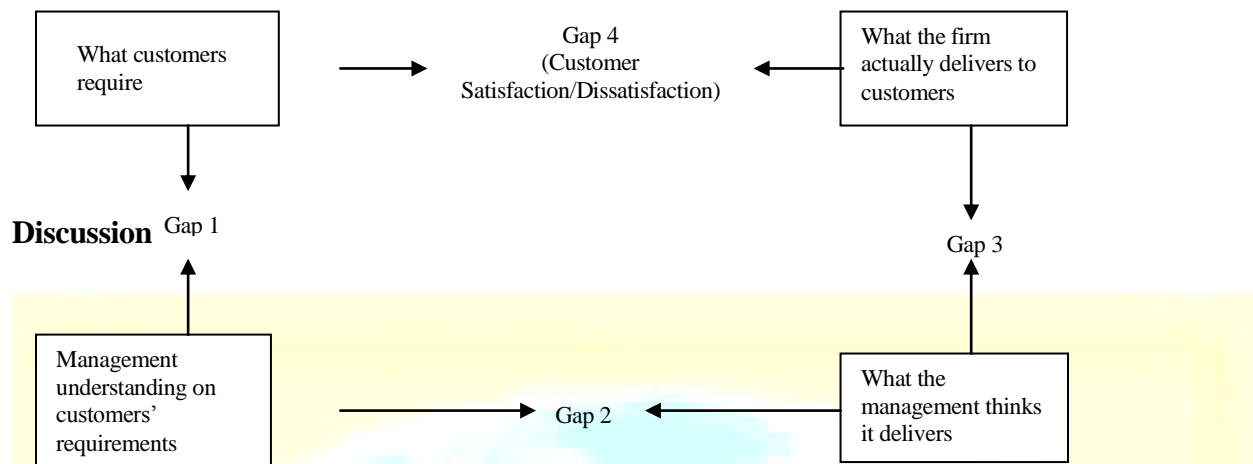 What customers
require
Gap 4
(Customer
Satisfaction/Dissatisfaction)
What the firm
actually delivers to
customers
Discussion
Gap 1
Gap 3
Management
understanding on
customers’
requirements
Gap 2
What the
management thinks
it delivers